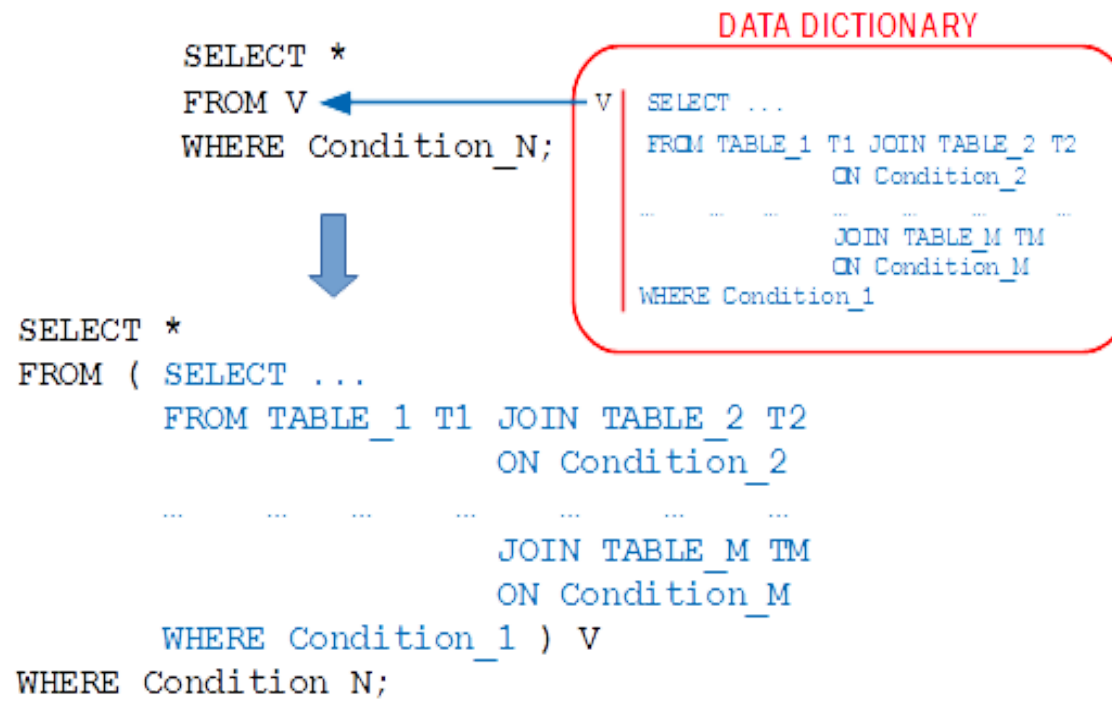 DATA DICTIONARY
SELECT *
FROM V
WHERE Condition_N;
V
SELECT ...
FROM TABLE_1 T1 JOIN TABLE_2 T2
ON Condition_2
... ... ... ... ... ... ...
JOIN TABLE_M TM
ON Condition_M
WHERE Condition_1
SELECT *
FROM ( SELECT ...
FROM TABLE_1 T1 JOIN TABLE_2 T2
ON Condition_2
... ... ... ... ... ... ...
JOIN TABLE_M TM
ON Condition_M
WHERE Condition_1 ) V
WHERE Condition N;